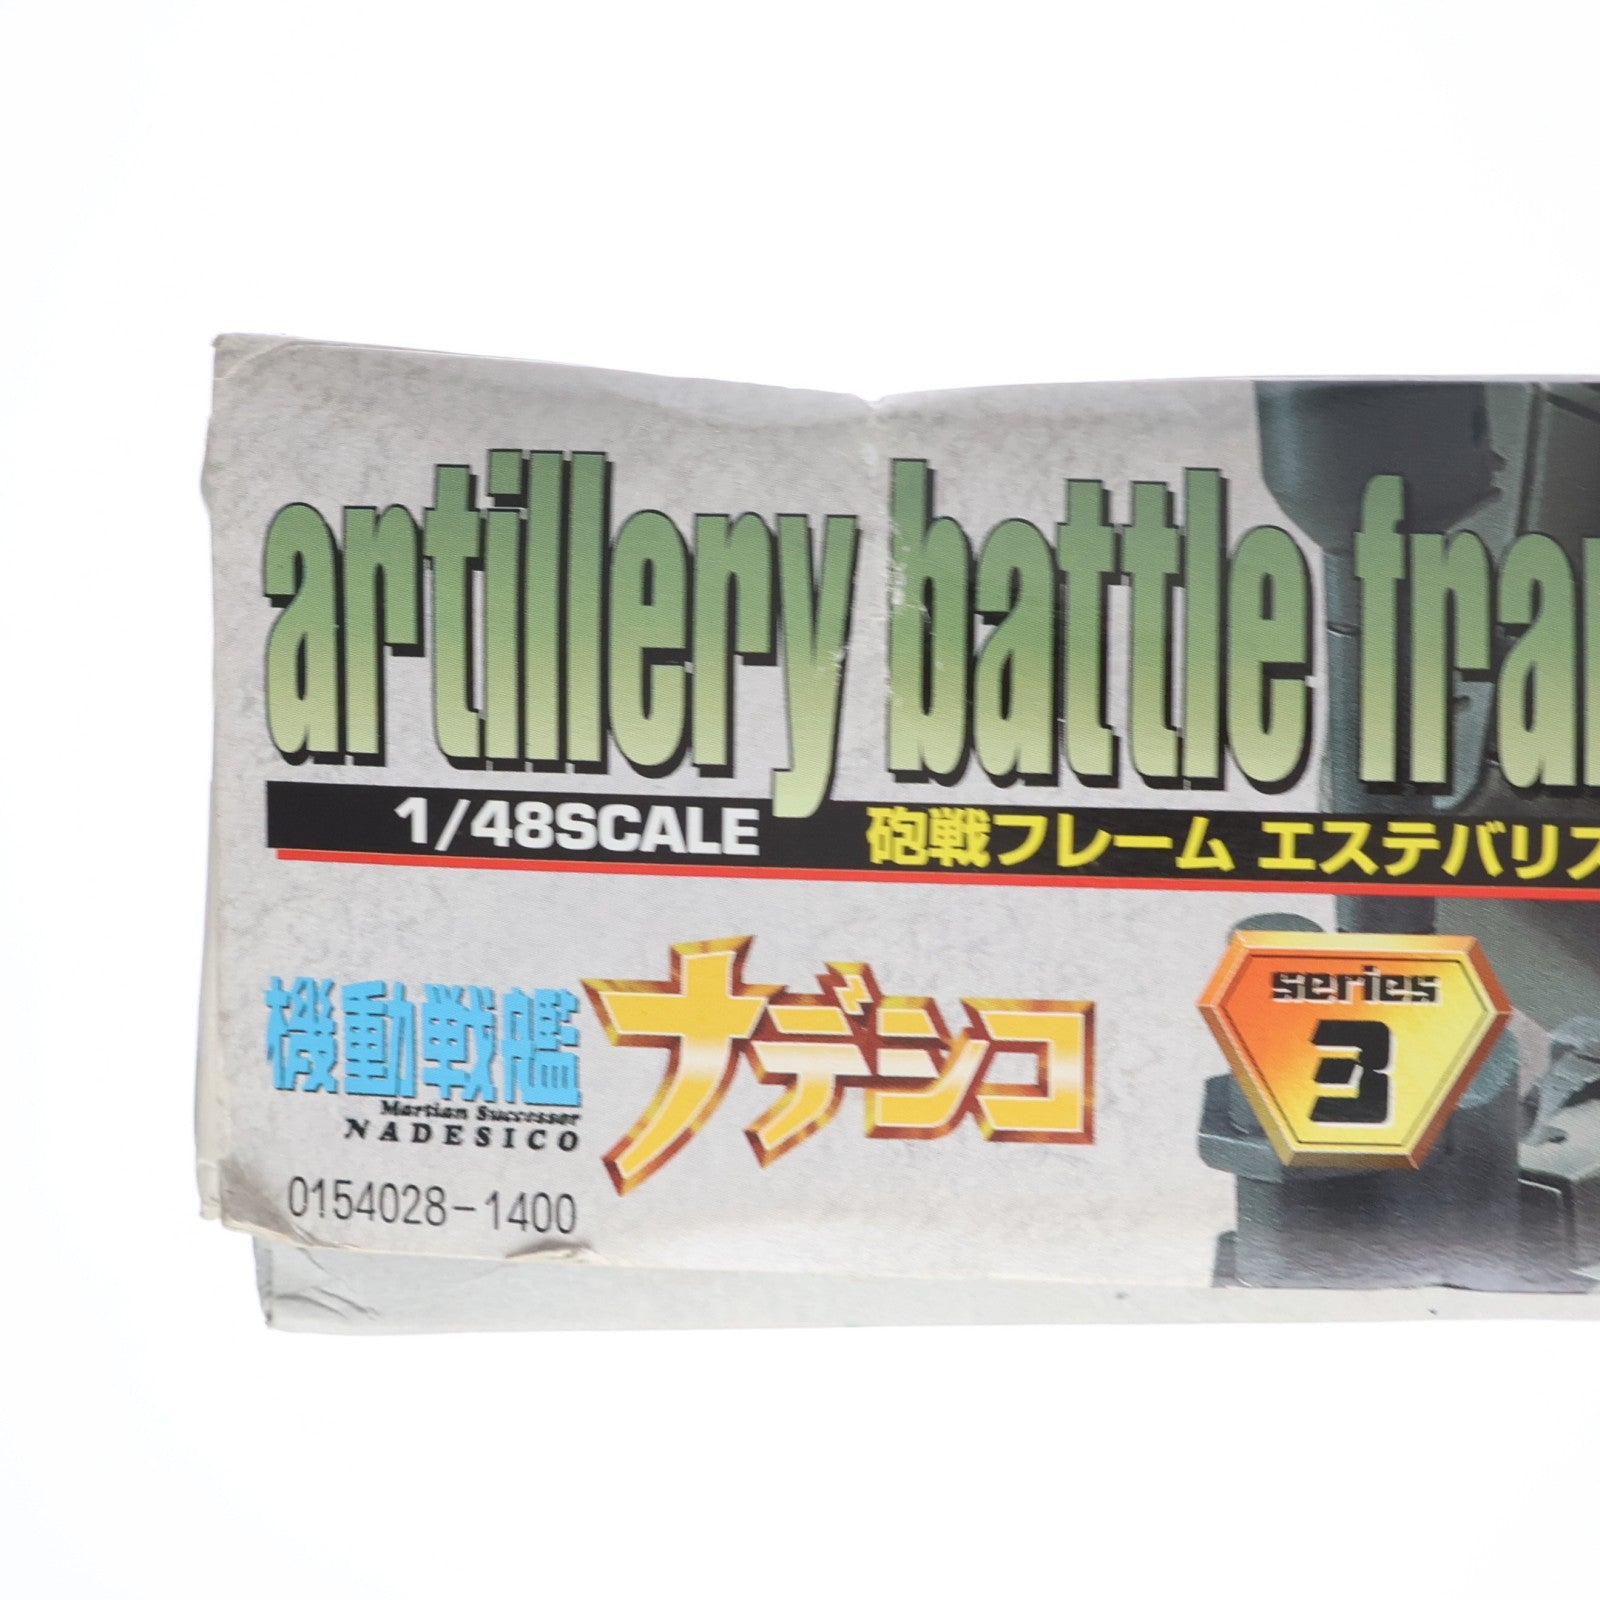 artillery battle fra
1/48SCALE 砲戦フレーム エステバリス
機動戦艦 ナデシコ
Martian Successor
NADESICO
series
3
0154028-1400